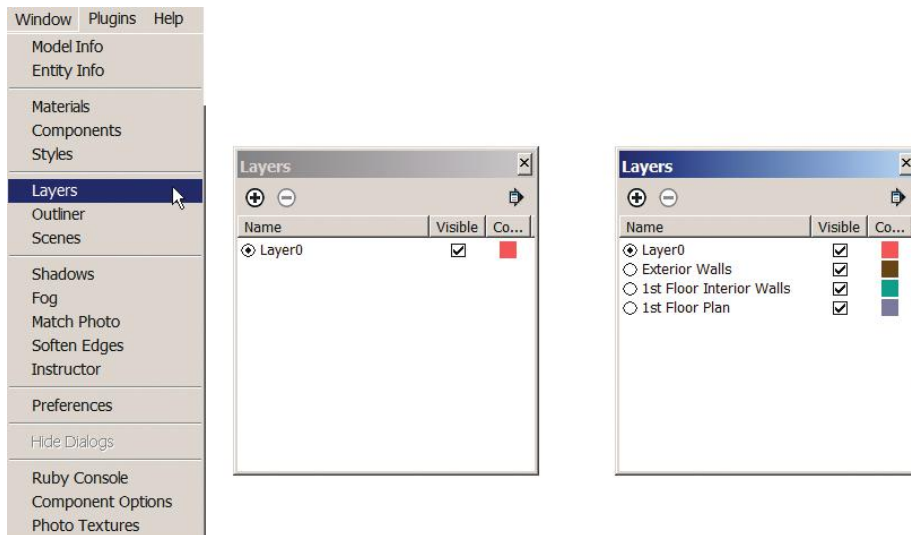 Window Plugins Help
Model Info
Entity Info
Materials
Components
Styles
Layers
Outliner
Scenes
Shadows
Fog
Match Photo
Soften Edges
Instructor
Preferences
Hide Dialogs
Ruby Console
Component Options
Photo Textures
Layers
Name Visible Co...
Layer0
Layers
Name Visible Co...
Layer0
Exterior Walls
1st Floor Interior Walls
1st Floor Plan